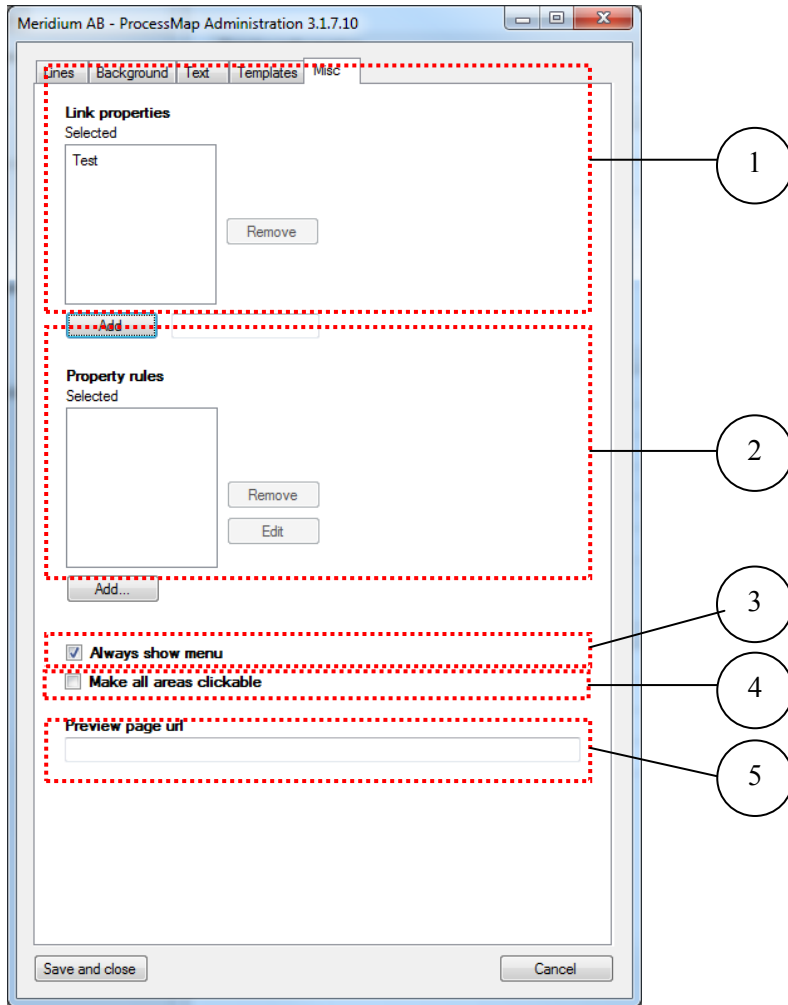 Meridium AB - ProcessMap Administration 3.1.7.10
Lines Background Text Templates Misc
Link properties
Selected
Test
1
Remove
Add
Property rules
Selected
2
Remove
Edit
Add...
3
Always show menu
Make all areas clickable
4
Preview page url
5
Save and close Cancel